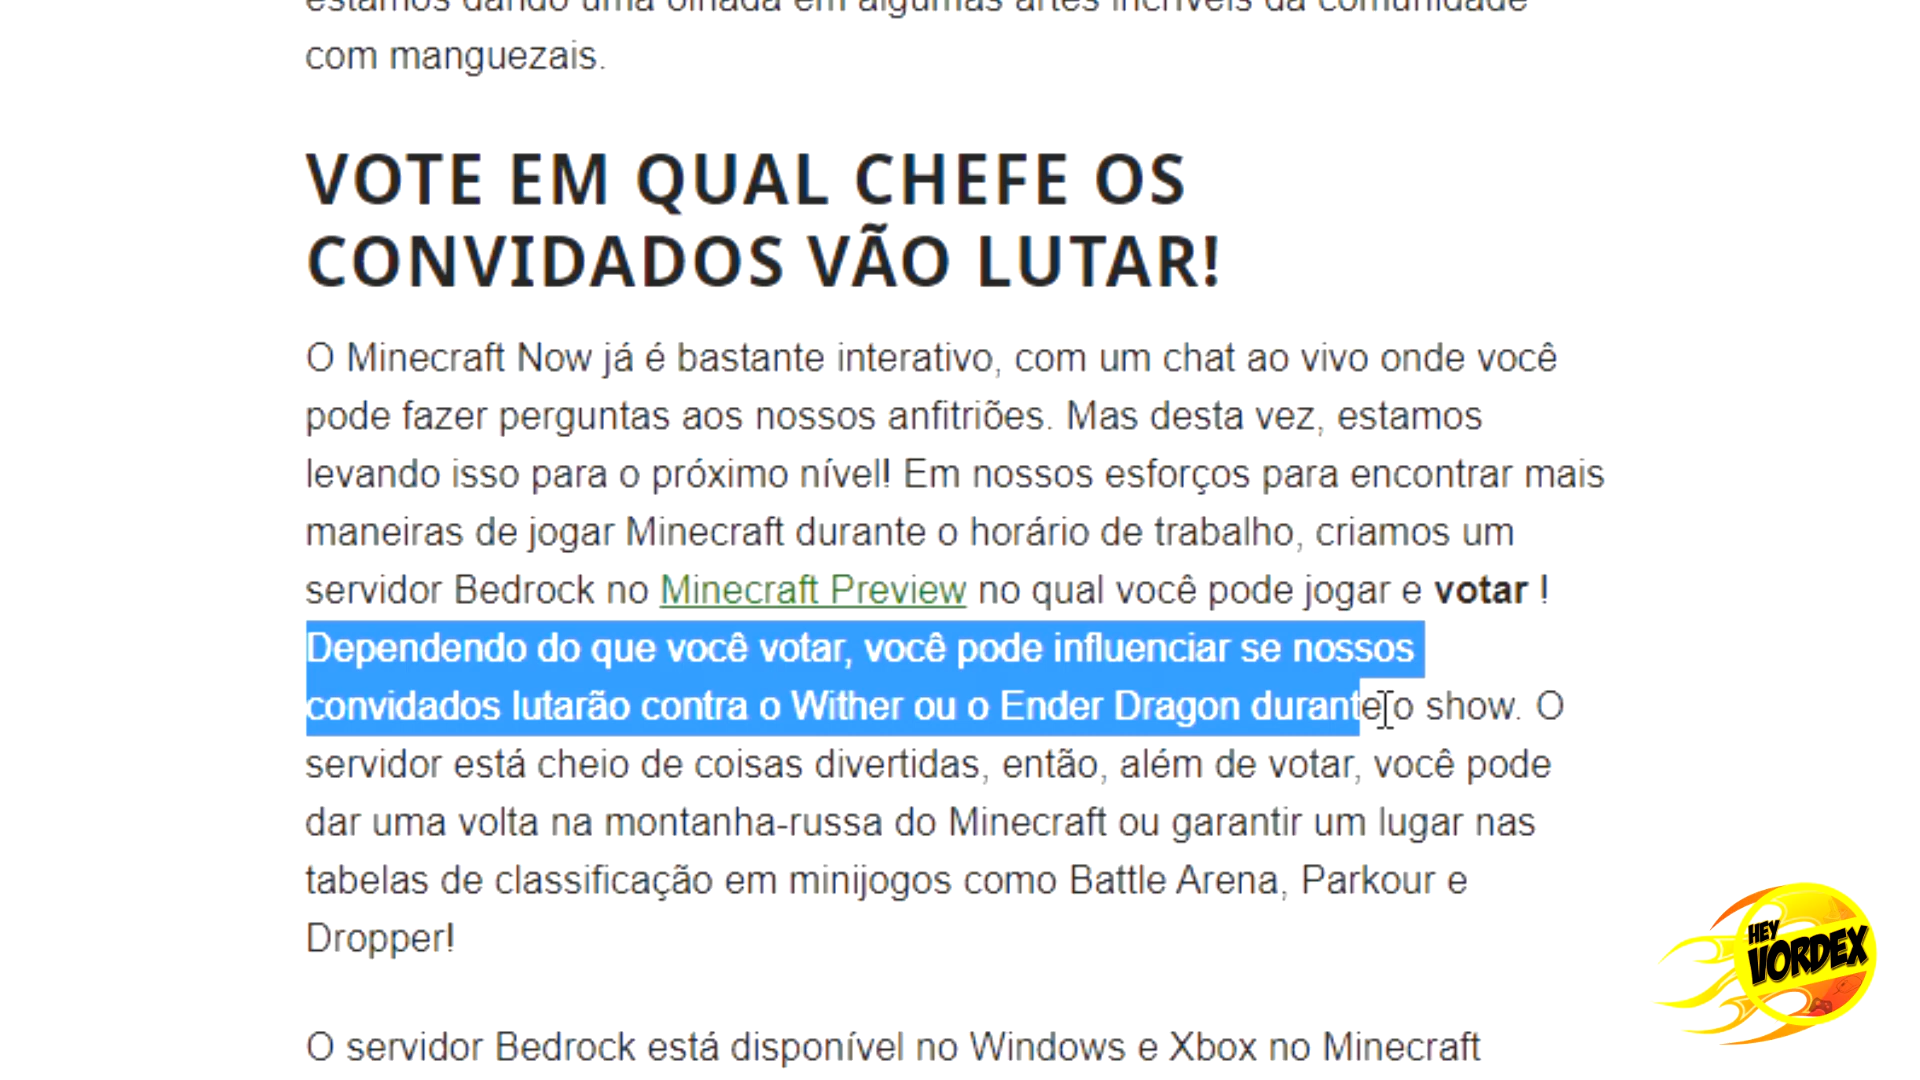 estamos dando uma olhada em algumas artes incríveis da comunidade
com manguezais.
VOTE EM QUAL CHEFE OS
CONVIDADOS VÃO LUTAR!
O Minecraft Now já é bastante interativo, com um chat ao vivo onde você
pode fazer perguntas aos nossos anfitriões. Mas desta vez, estamos
levando isso para o próximo nível! Em nossos esforços para encontrar mais
maneiras de jogar Minecraft durante o horário de trabalho, criamos um
servidor Bedrock no Minecraft Preview no qual você pode jogar e votar !
Dependendo do que você votar, você pode influenciar se nossos
convidados lutarão contra o Wither ou o Ender Dragon durante o show. O
servidor está cheio de coisas divertidas, então, além de votar, você pode
dar uma volta na montanha-russa do Minecraft ou garantir um lugar nas
tabelas de classificação em minijogos como Battle Arena, Parkour e
Dropper!
HEY
VORDEX
O servidor Bedrock está disponível no Windows e Xbox no Minecraft